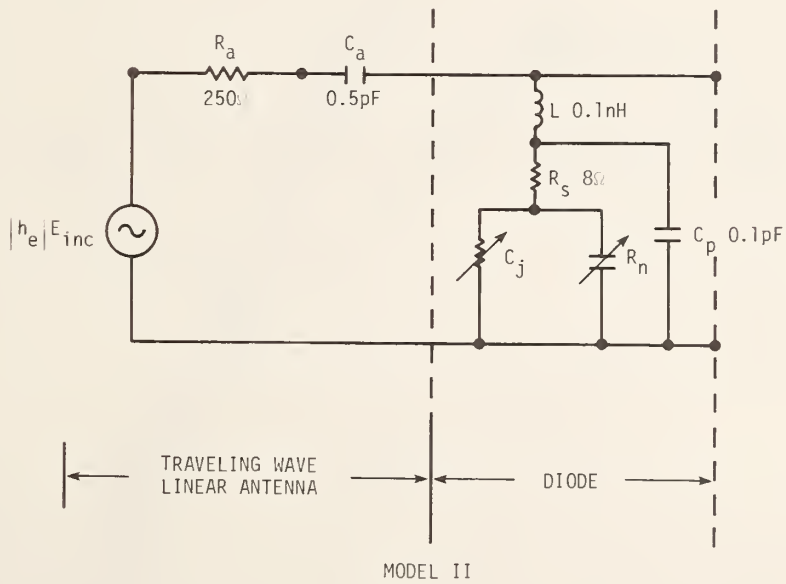 R_a
C_a
250Ω
0.5pF
L 0.1nH
R_s 8Ω
|h_e|E_inc
C_j
R_n
C_p 0.1pF
TRAVELING WAVE
LINEAR ANTENNA
DIODE
MODEL II